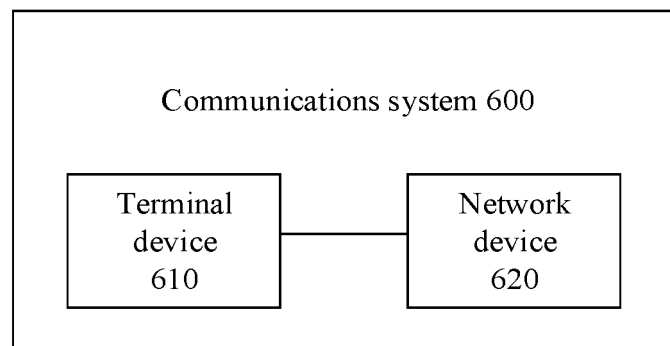 Communications system 600
Terminal
device
610
Network
device
620